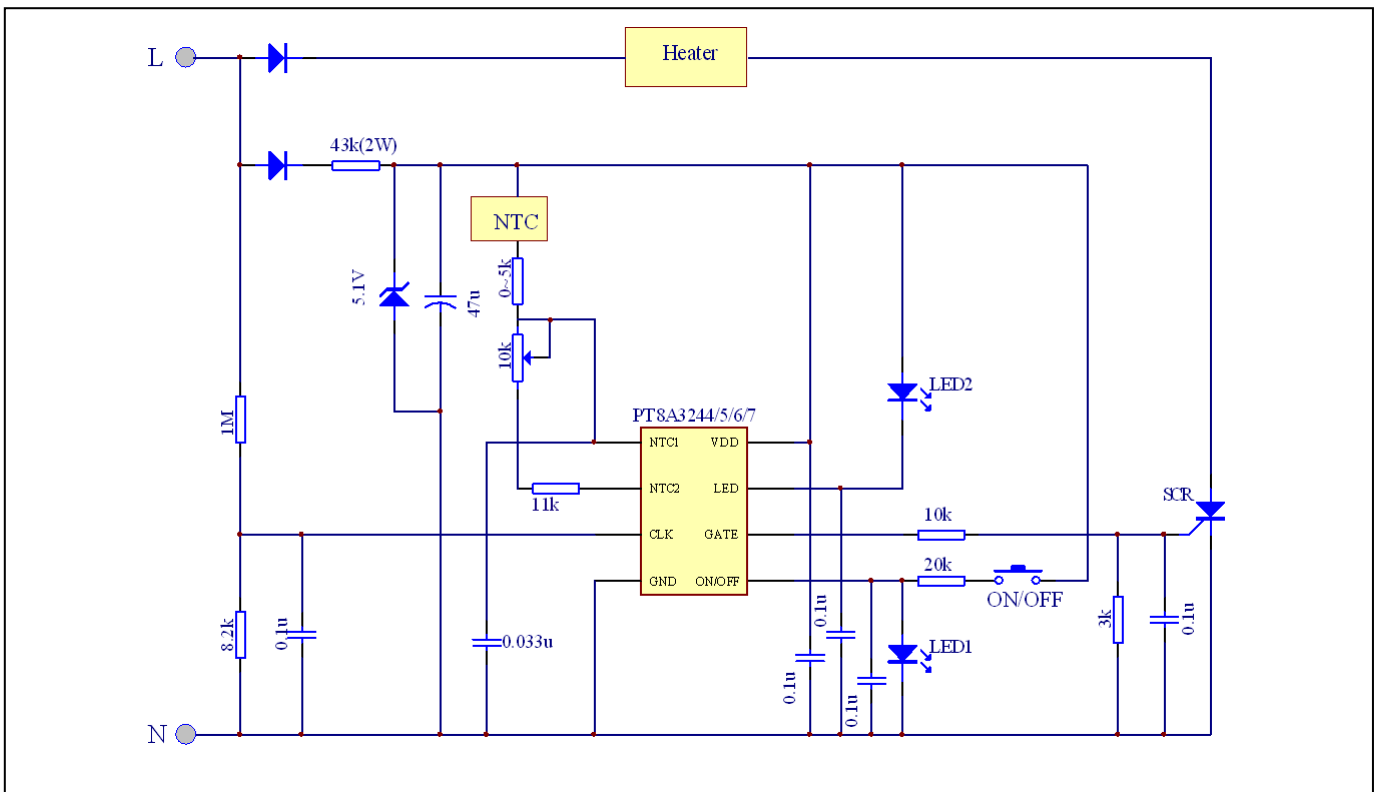 L
Heater
43k(2W)
NTC
5.1V
47u
0~5k
10k
1M
PT8A3244/5/6/7
NTC1
VDD
NTC2
LED
CLK
GATE
GND
ON/OFF
11k
LED2
SCR
10k
20k
ON/OFF
8.2k
0.1u
0.033u
0.1u
0.1u
0.1u
LED1
3k
0.1u
N